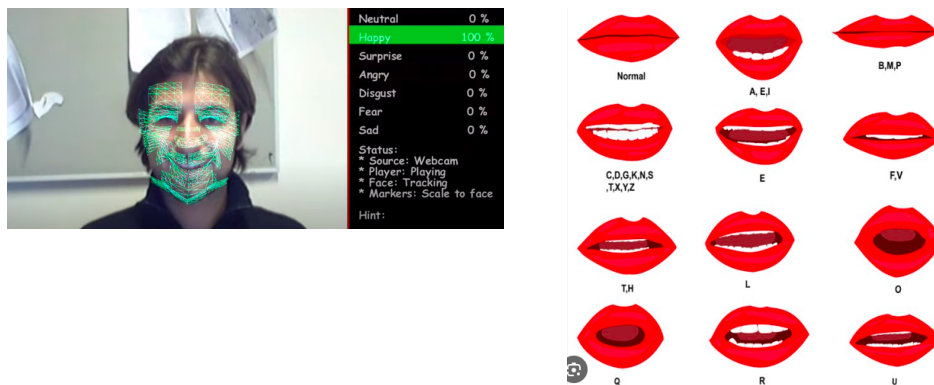 Neutral 0 %
Happy 100 %
Surprise 0 %
Angry 0 %
Disgust 0 %
Fear 0 %
Sad 0 %
Status:
* Source: Webcam
* Player: Playing
* Face: Tracking
* Markers: Scale to face
Hint:
Normal
A, E,I
B,M,P
C,D,G,K,N,S
,T,X,Y,Z
E
F,V
T,H
L
O
Q
R
U